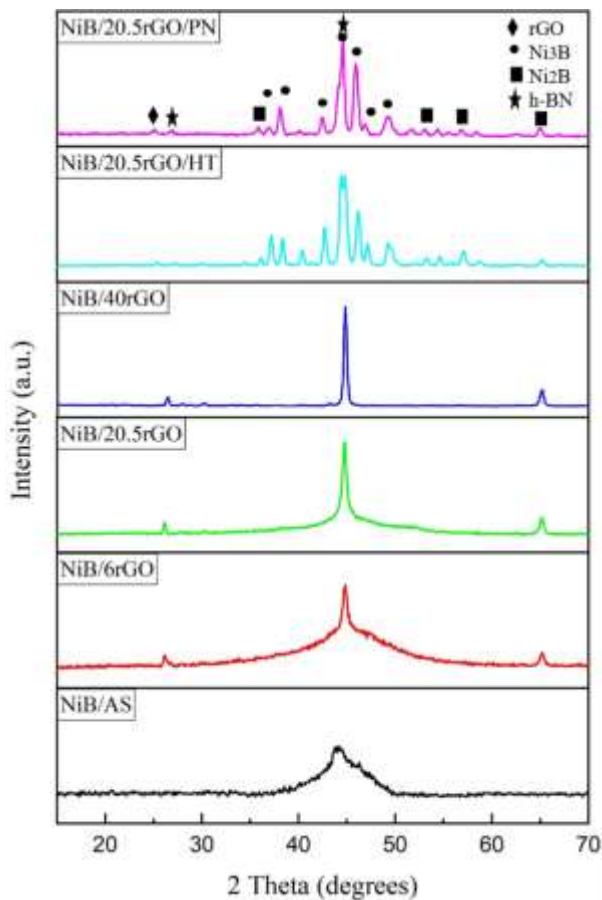 NiB/20.5rGO/PN
rGO
Ni3B
Ni2B
h-BN
NiB/20.5rGO/HT
NiB/40rGO
NiB/20.5rGO
NiB/6rGO
NiB/AS
Intensity (a.u.)
20 30 40 50 60 70
2 Theta (degrees)